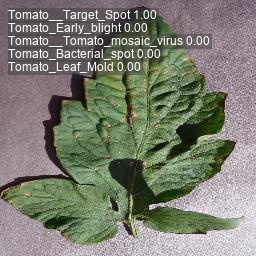 Tomato__Target_Spot 1.00
Tomato_Early_blight 0.00
Tomato__Tomato_mosaic_virus 0.00
Tomato_Bacterial_spot 0.00
Tomato_Leaf_Mold 0.00